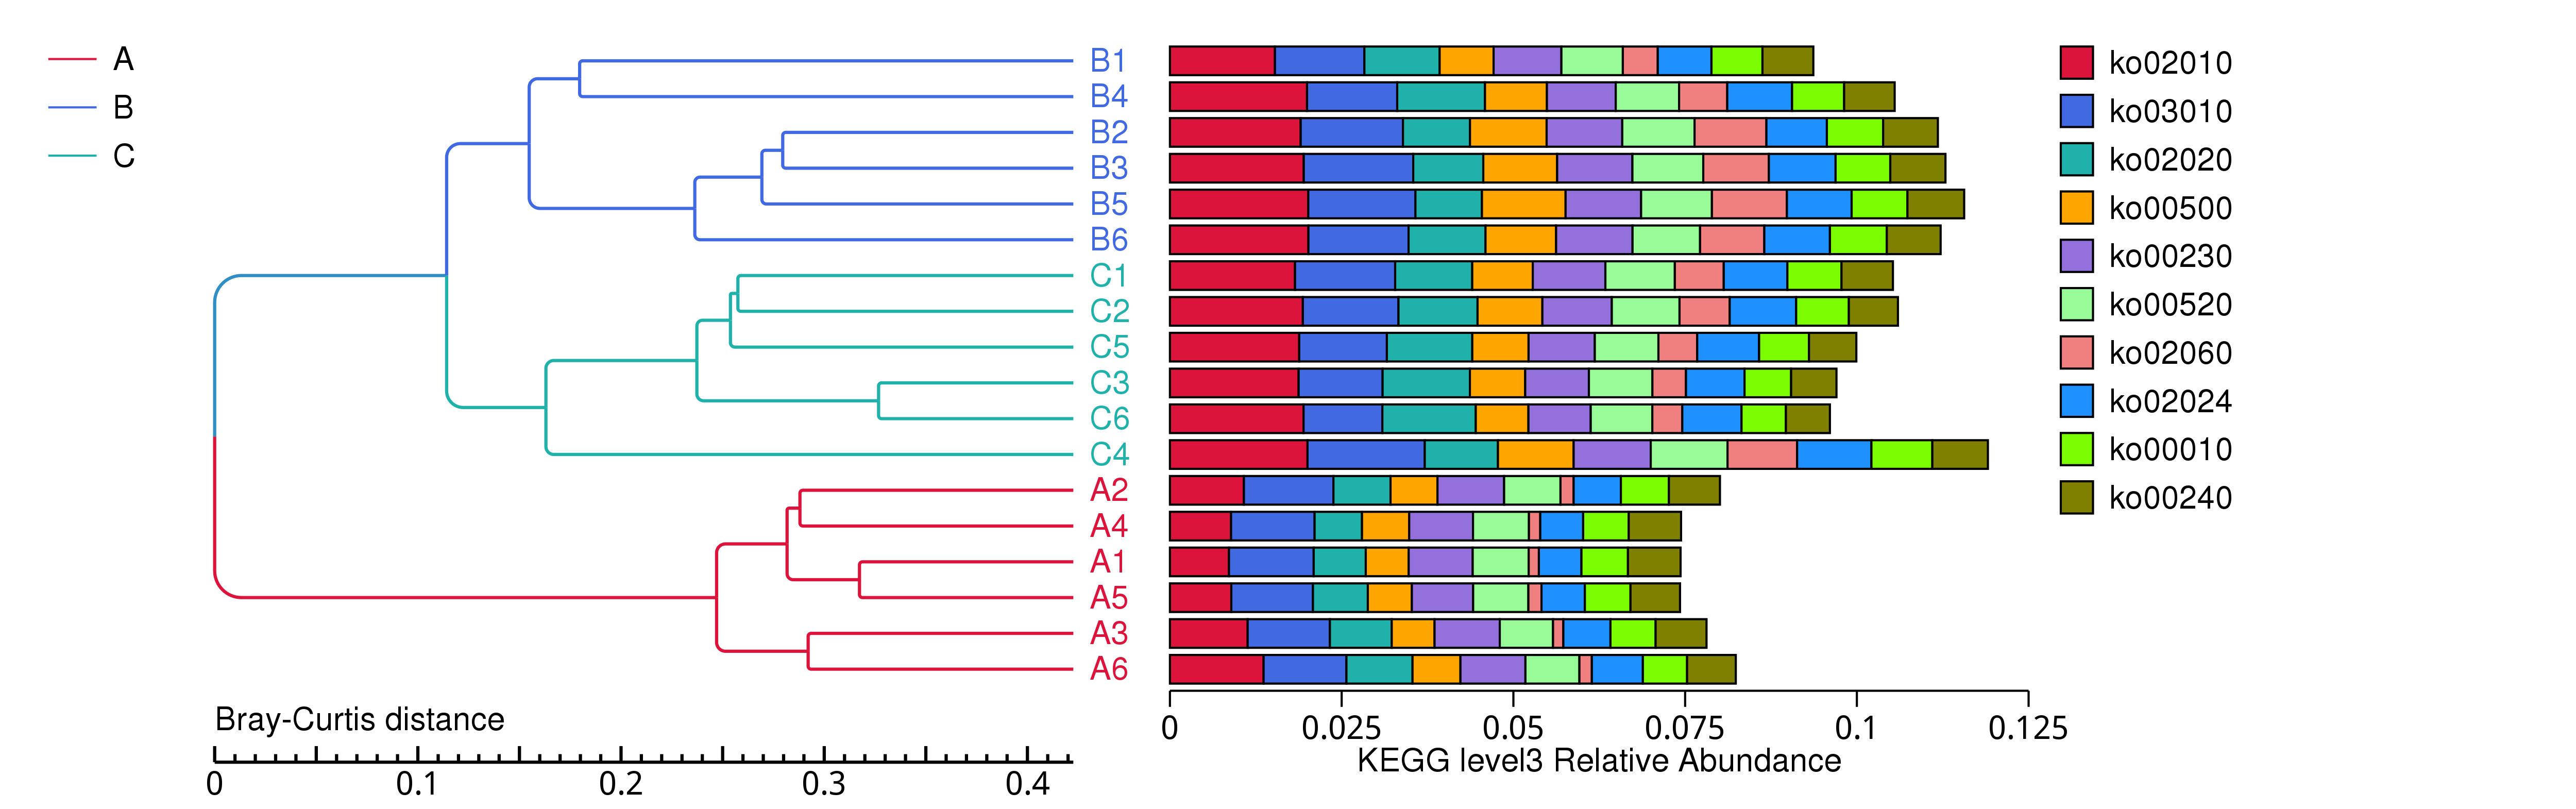 A
B
C
B1
B4
B2
B3
B5
B6
C1
C2
C5
C3
C6
C4
A2
A4
A1
A5
A3
A6
Bray-Curtis distance
0 0.1 0.2 0.3 0.4
0 0.025 0.05 0.075 0.1 0.125
KEGG level3 Relative Abundance
ko02010
ko03010
ko02020
ko00500
ko00230
ko00520
ko02060
ko02024
ko00010
ko00240